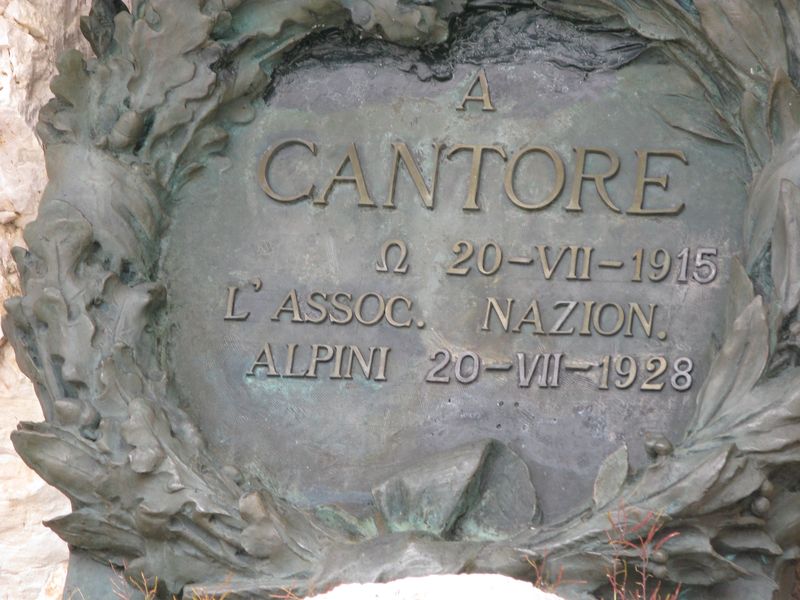 A
CANTORE
Ω 20-VII-1915
L'ASSOC. NAZION.
ALPINI 20-VII-1928